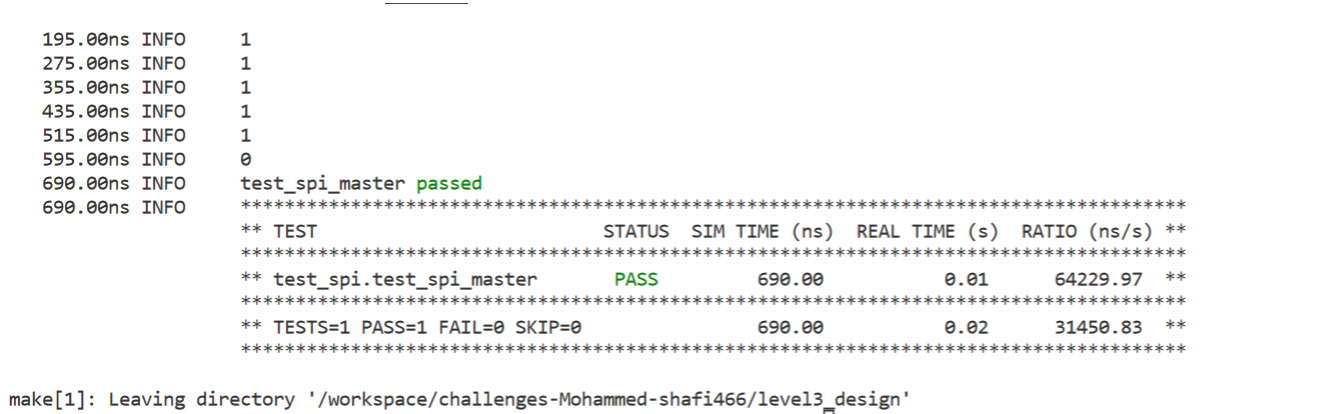 195.00ns INFO     1
275.00ns INFO     1
355.00ns INFO     1
435.00ns INFO     1
515.00ns INFO     1
595.00ns INFO     0
690.00ns INFO     test_spi_master passed
690.00ns INFO     **************************************************************************************
** TEST                          STATUS  SIM TIME (ns)  REAL TIME (s)  RATIO (ns/s) **
**************************************************************************************
** test_spi.test_spi_master       PASS         690.00           0.01      64229.97  **
**************************************************************************************
** TESTS=1 PASS=1 FAIL=0 SKIP=0                690.00           0.02      31450.83  **
**************************************************************************************
make[1]: Leaving directory '/workspace/challenges-Mohammed-shafi466/level3_design'